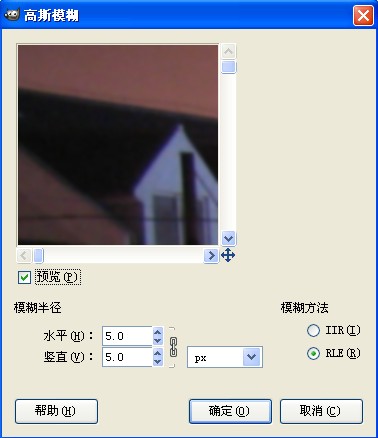 高斯模糊
预览(P)
模糊半径
模糊方法
水平(H)：
5.0
IIR(I)
竖直(V)：
5.0
px
RLE(R)
帮助(H)
确定(O)
取消(C)